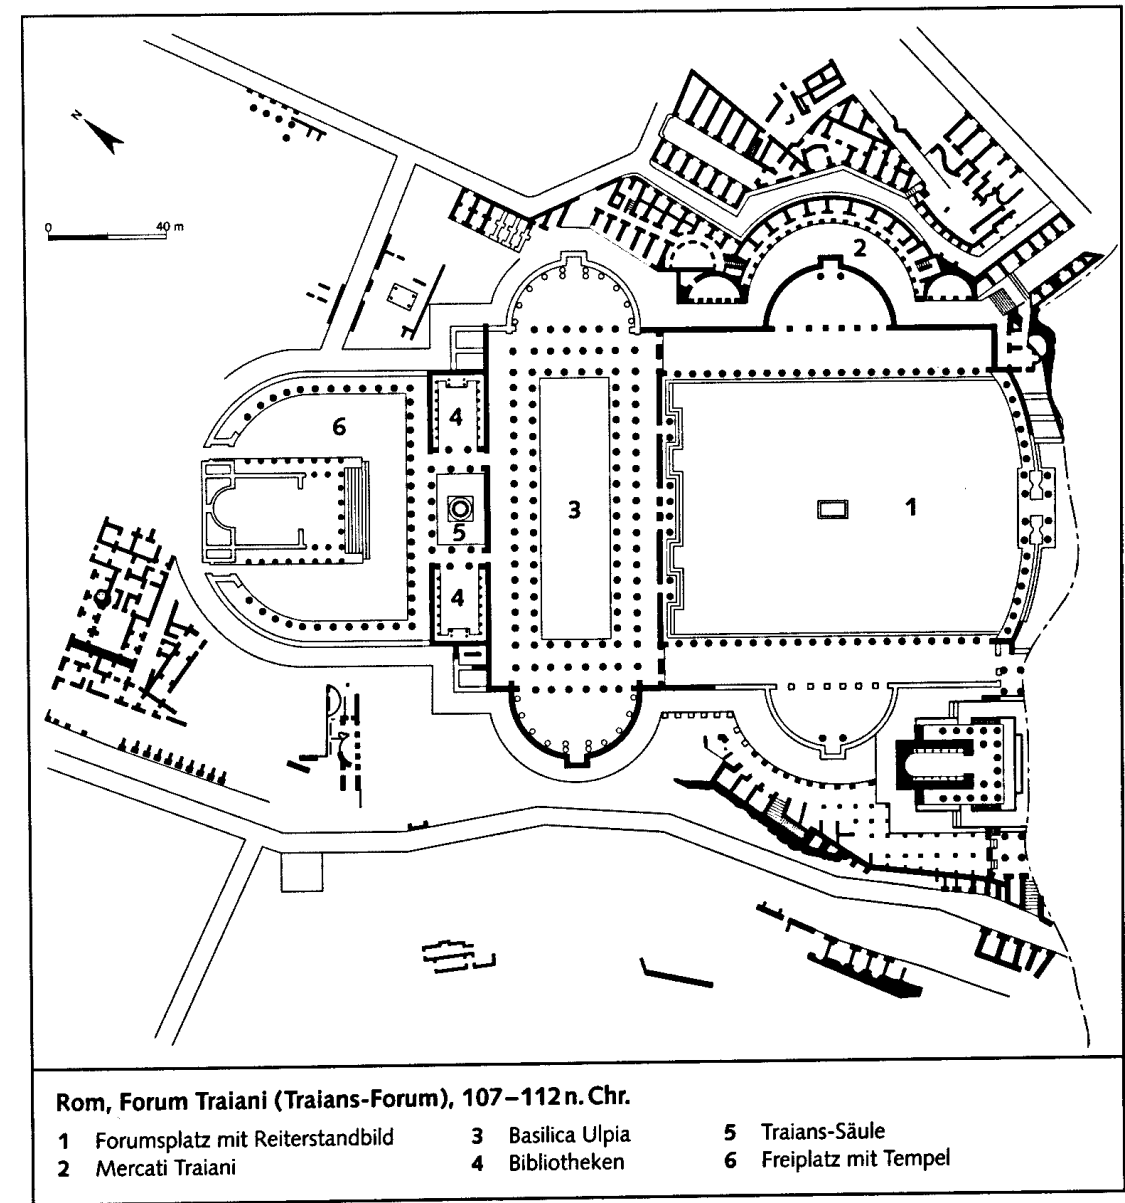 N
0 40 m
2
4
6
1
3
5
4
Rom, Forum Traiani (Traians-Forum), 107–112 n. Chr.
1 Forumsplatz mit Reiterstandbild
2 Mercati Traiani
3 Basilica Ulpia
4 Bibliotheken
5 Traians-Säule
6 Freiplatz mit Tempel